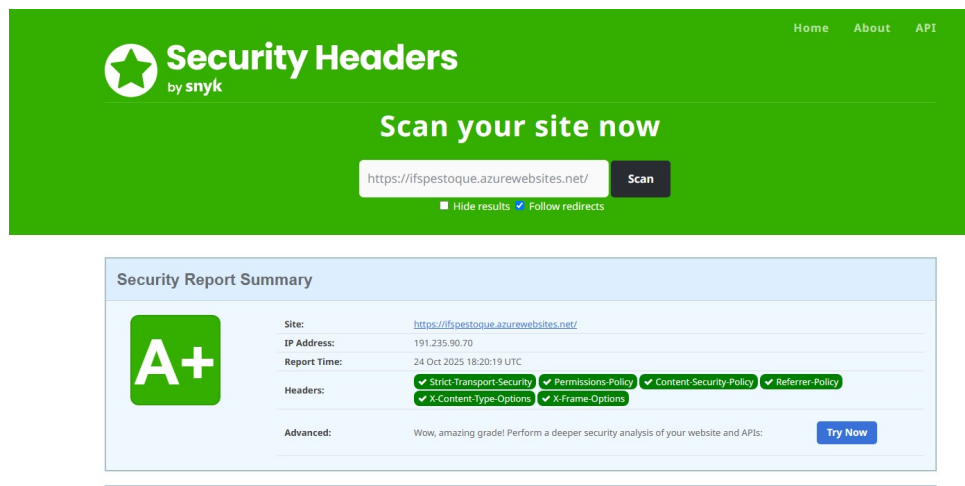 Home About API
Security Headers
by snyk
Scan your site now
https://ifspestoque.azurewebsites.net/ Scan
Hide results Follow redirects
Security Report Summary
A+
Site: https://ifspestoque.azurewebsites.net/
IP Address: 191.235.90.70
Report Time: 24 Oct 2025 18:20:19 UTC
Headers: ✔ Strict-Transport-Security ✔ Permissions-Policy ✔ Content-Security-Policy ✔ Referrer-Policy
✔ X-Content-Type-Options ✔ X-Frame-Options
Advanced: Wow, amazing grade! Perform a deeper security analysis of your website and APIs: Try Now